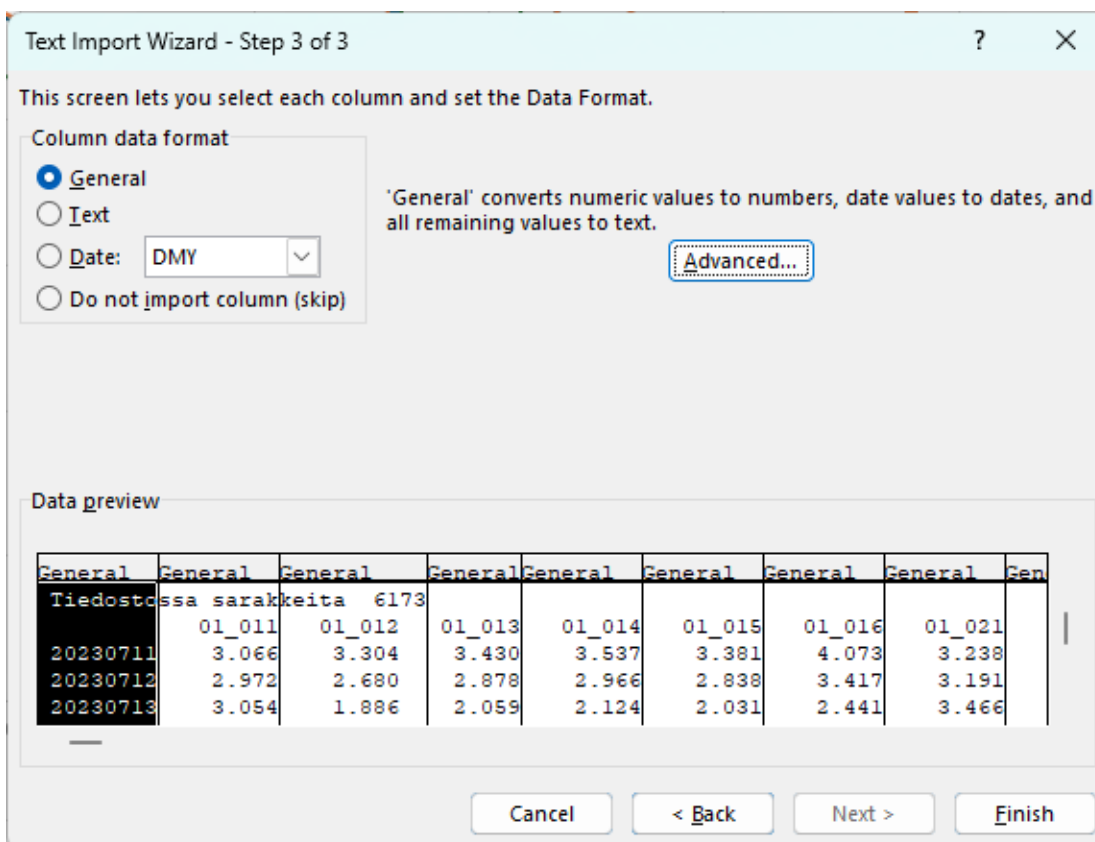 Text Import Wizard - Step 3 of 3 ?
This screen lets you select each column and set the Data Format.
Column data format
General
Text
Date: DMY
Do not import column (skip)
'General' converts numeric values to numbers, date values to dates, and
all remaining values to text.
Advanced...
Data preview
General General General General General General General General Gen
Tiedostossa sarakkeita 6173
01_011 01_012 01_013 01_014 01_015 01_016 01_021
20230711 3.066 3.304 3.430 3.537 3.381 4.073 3.238
20230712 2.972 2.680 2.878 2.966 2.838 3.417 3.191
20230713 3.054 1.886 2.059 2.124 2.031 2.441 3.466
Cancel < Back Next > Finish